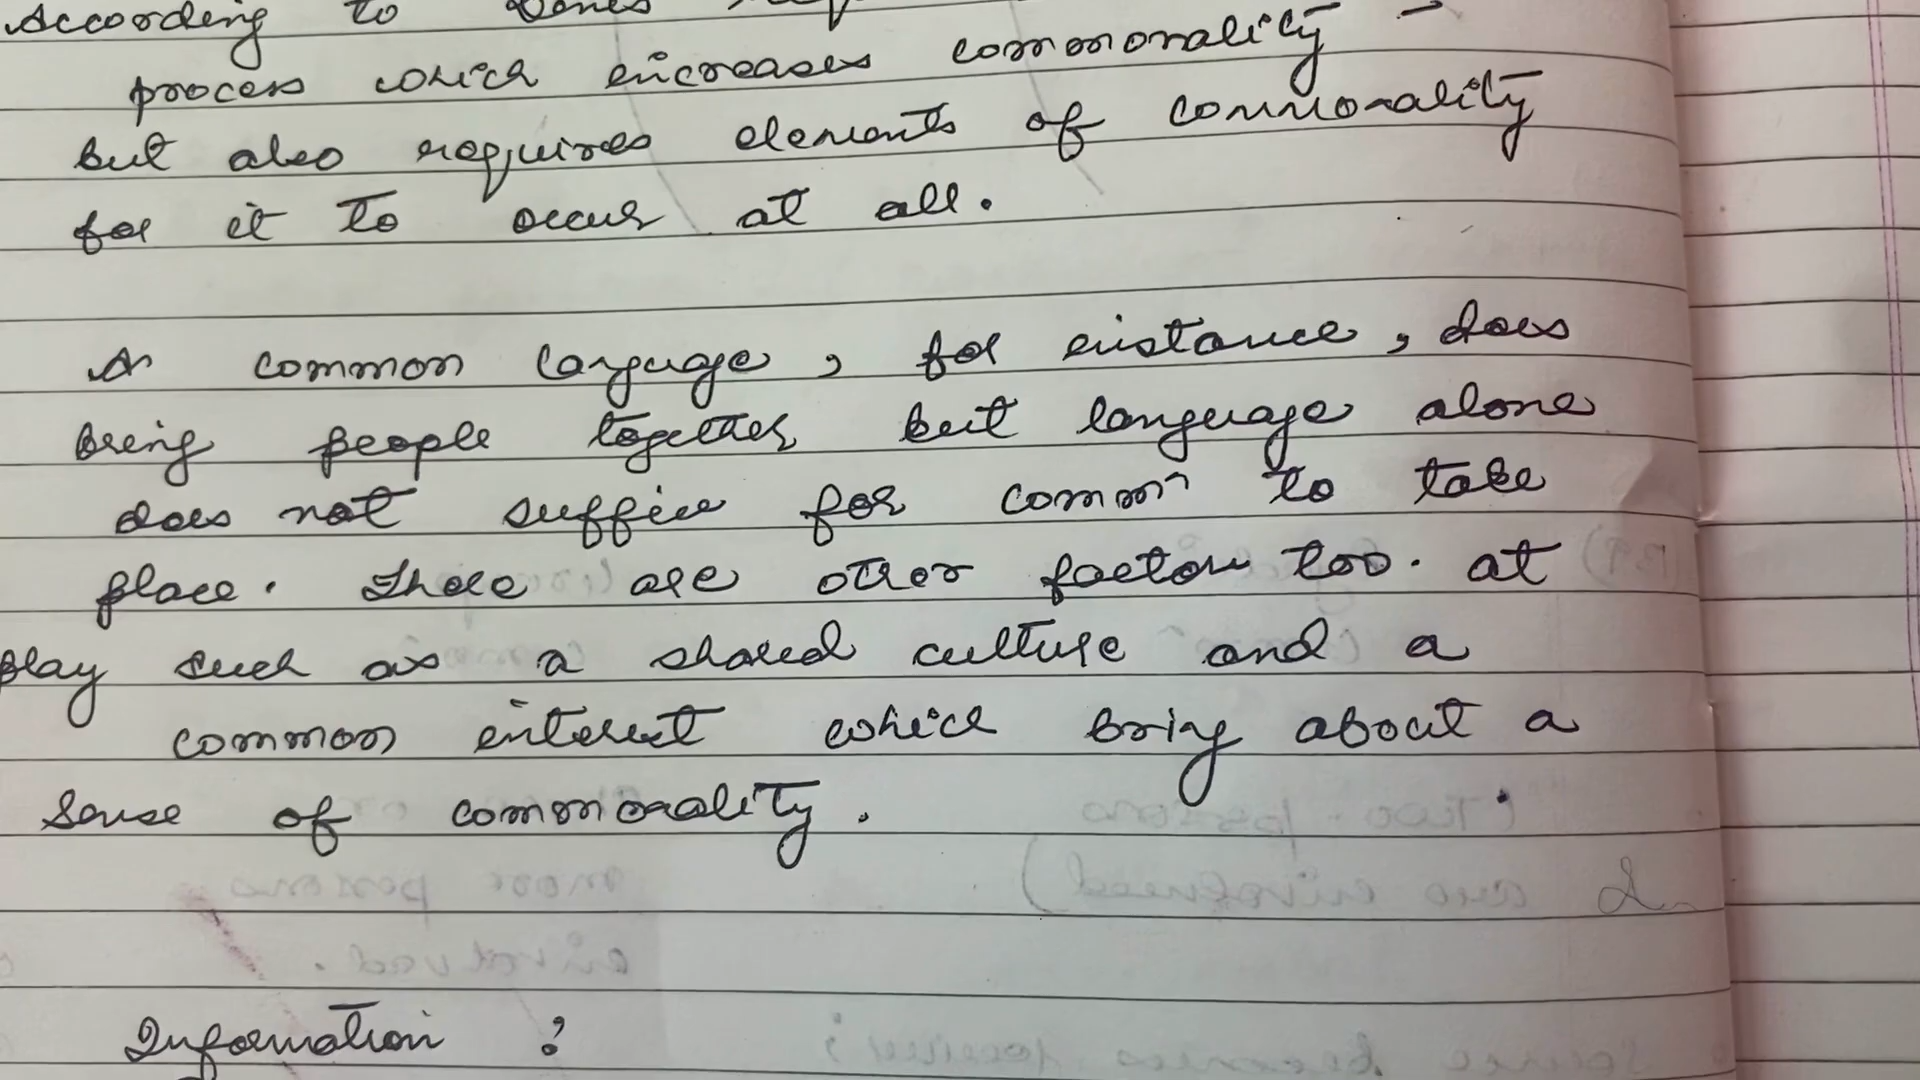 According to
process which increases commonality -
but also requires elements of commonality
for it to occur at all.
A common language, for instance, does
bring people together but language alone
does not suffice for commⁿ to take
place. There are other factors too. at
play such as a shared culture and a
common interest which bring about a
sense of commonality.
Information :